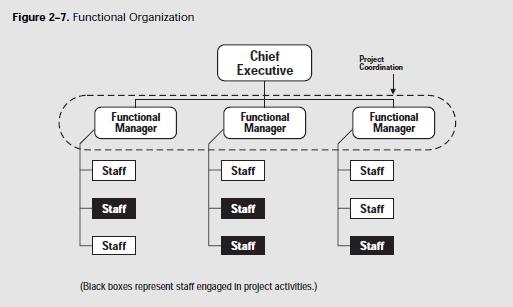 Figure 2–7. Functional Organization
Chief
Executive
Project
Coordination
Functional
Manager
Functional
Manager
Functional
Manager
Staff
Staff
Staff
Staff
Staff
Staff
Staff
Staff
Staff
(Black boxes represent staff engaged in project activities.)